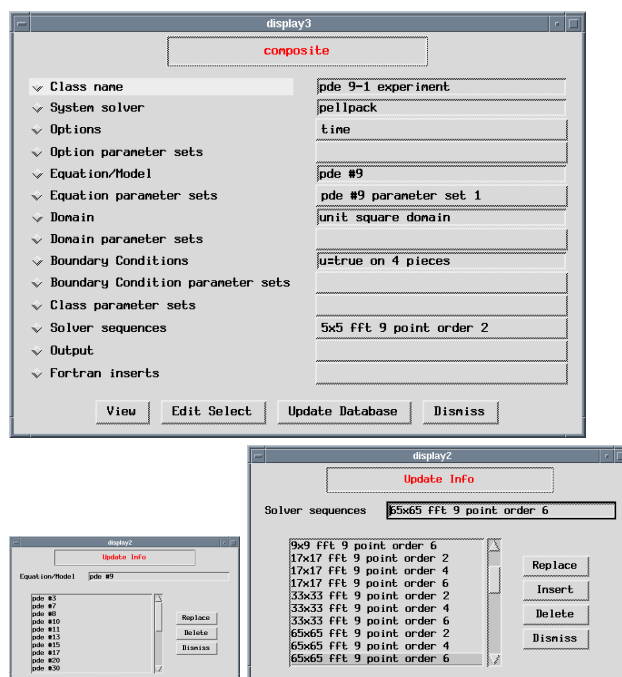 display3
composite
Class name pde 9-1 experiment
System solver pellpack
Options time
Option parameter sets
Equation/Model pde #9
Equation parameter sets pde #9 parameter set 1
Domain unit square domain
Domain parameter sets
Boundary Conditions u=true on 4 pieces
Boundary Condition parameter sets
Class parameter sets
Solver sequences 5x5 fft 9 point order 2
Output
Fortran inserts
View Edit Select Update Database Dismiss
display2
Update Info
Solver sequences 65x65 fft 9 point order 6
9x9 fft 9 point order 6
17x17 fft 9 point order 2
17x17 fft 9 point order 4
17x17 fft 9 point order 6
33x33 fft 9 point order 2
33x33 fft 9 point order 4
33x33 fft 9 point order 6
65x65 fft 9 point order 2
65x65 fft 9 point order 4
65x65 fft 9 point order 6
Replace
Insert
Delete
Dismiss
display2
Update Info
Equation/Model pde #9
pde #3
pde #7
pde #8
pde #10
pde #11
pde #13
pde #15
pde #17
pde #20
pde #30
Replace
Delete
Dismiss